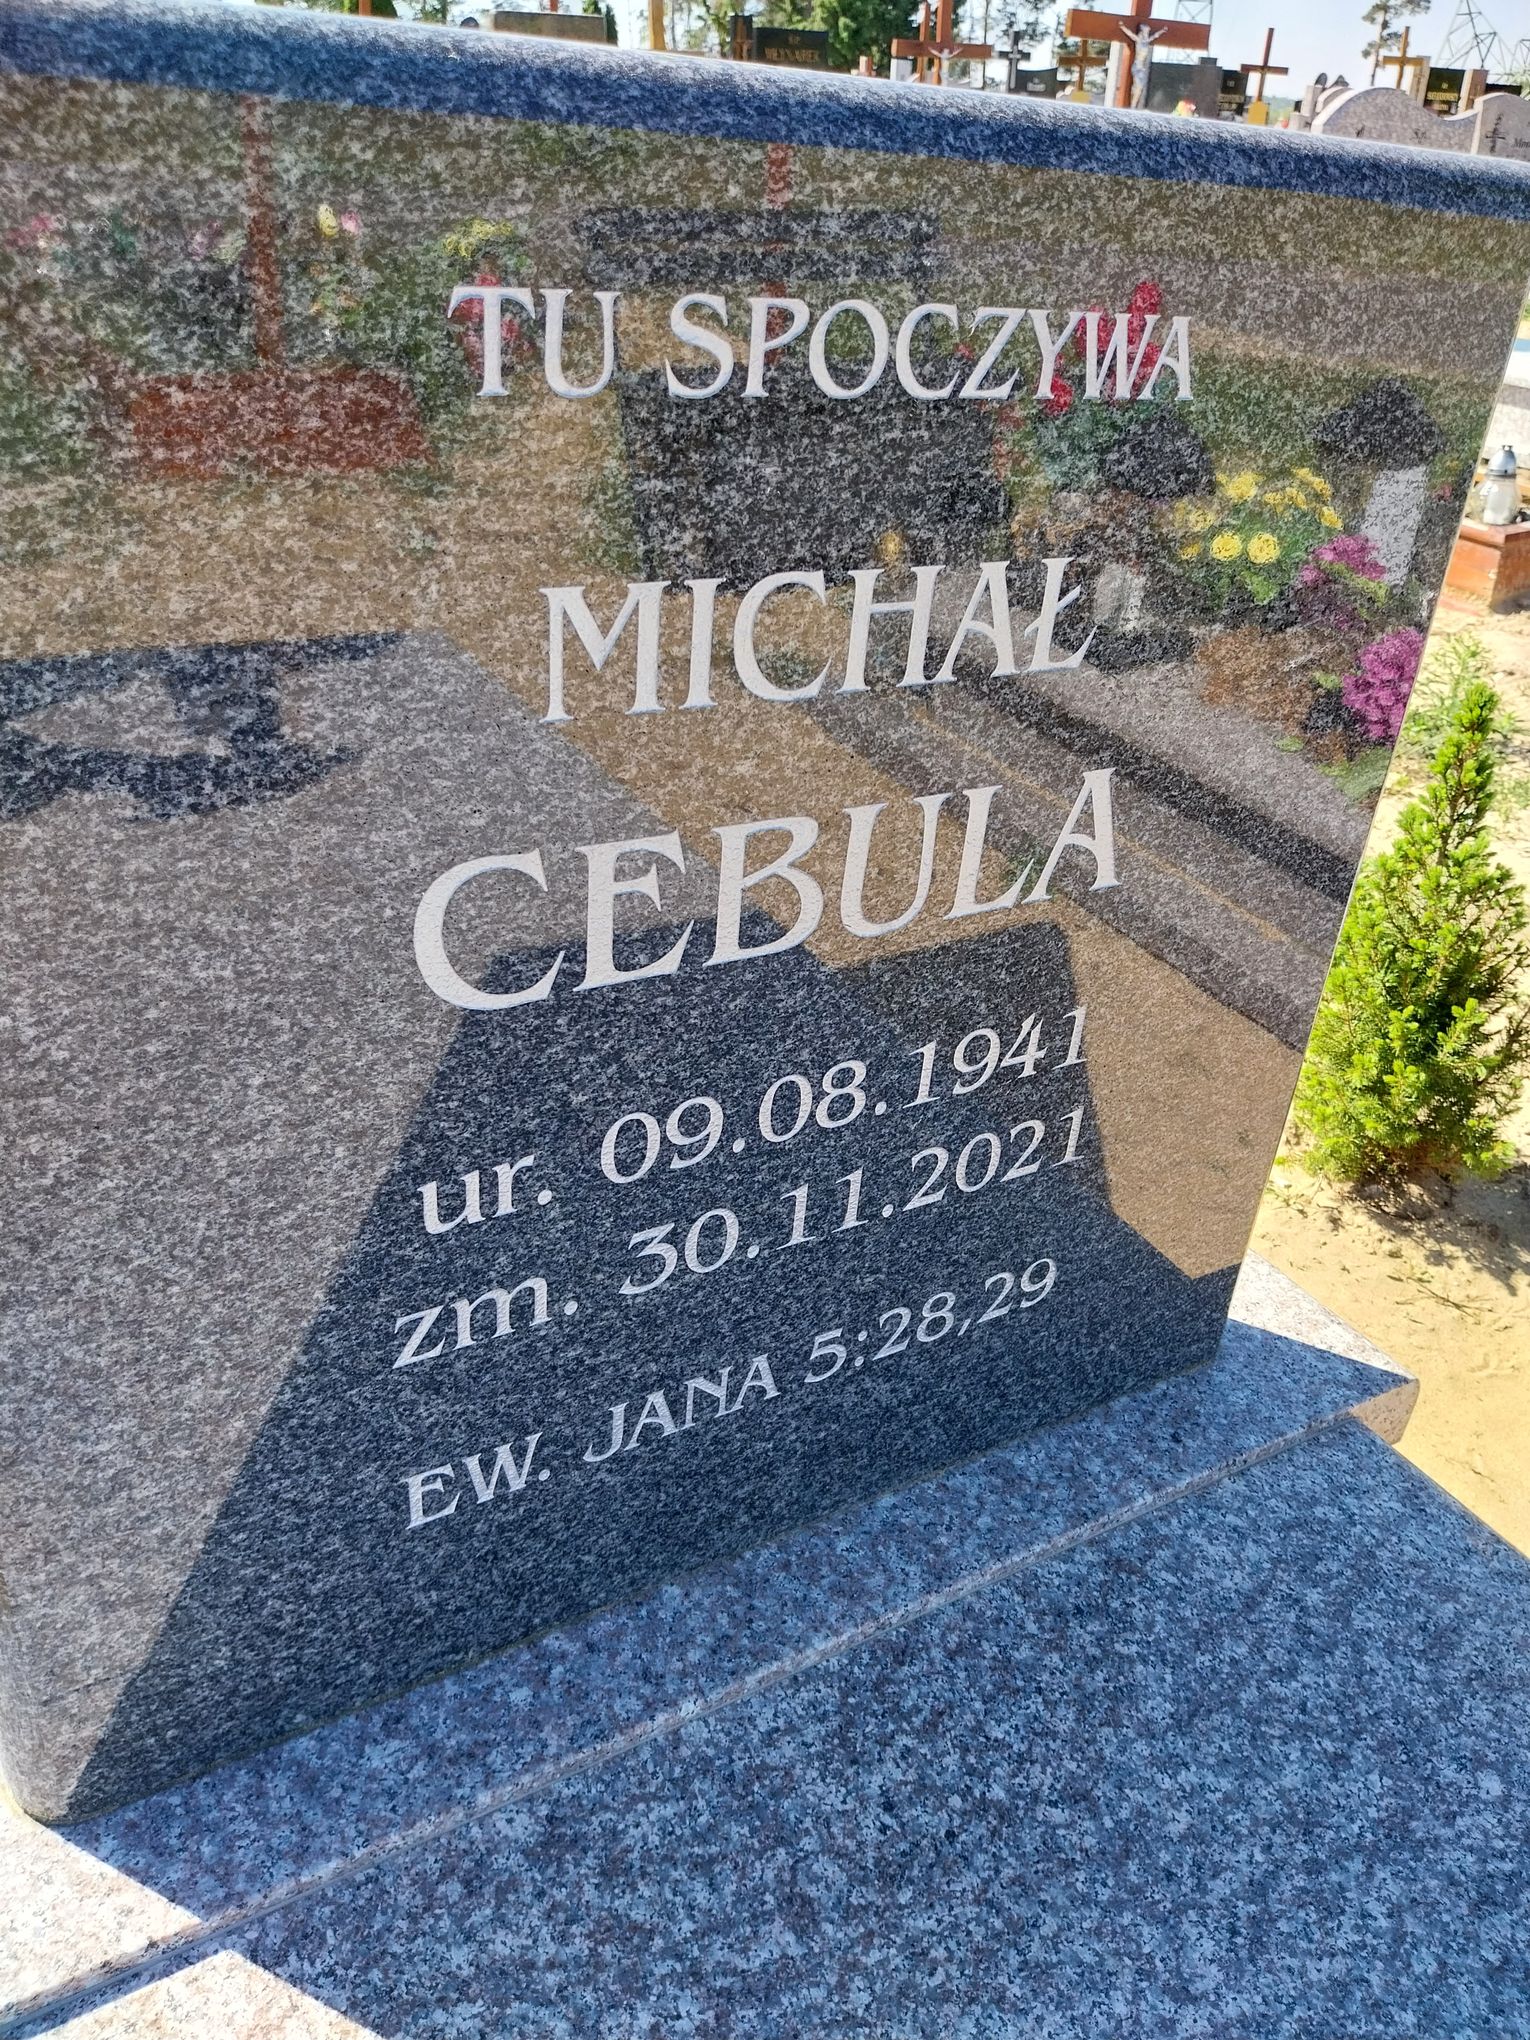 TU SPOCZYWA
MICHAŁ
CEBULA
ur. 09.08.1941
zm. 30.11.2021
EW. JANA 5:28,29